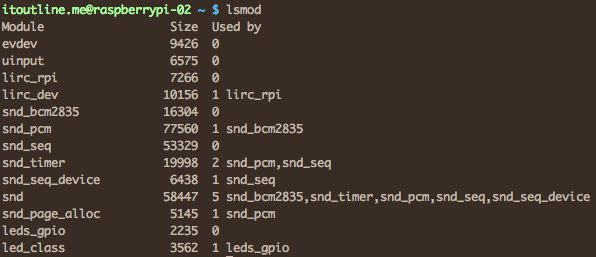 itoutline.me@raspberrypi-02 ~ $ lsmod
Module Size Used by
evdev 9426 0
uinput 6575 0
lirc_rpi 7266 0
lirc_dev 10156 1 lirc_rpi
snd_bcm2835 16304 0
snd_pcm 77560 1 snd_bcm2835
snd_seq 53329 0
snd_timer 19998 2 snd_pcm,snd_seq
snd_seq_device 6438 1 snd_seq
snd 58447 5 snd_bcm2835,snd_timer,snd_pcm,snd_seq,snd_seq_device
snd_page_alloc 5145 1 snd_pcm
leds_gpio 2235 0
led_class 3562 1 leds_gpio